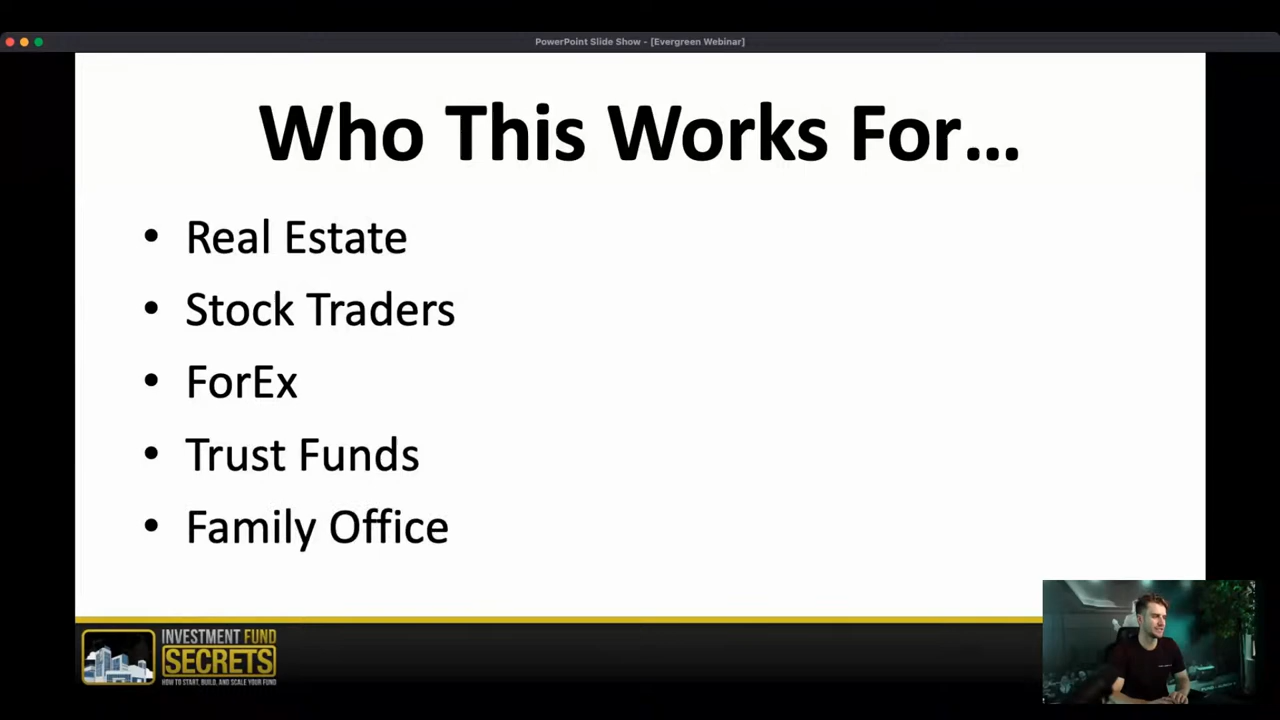 PowerPoint Slide Show - [Evergreen Webinar]
Who This Works For...
• Real Estate
• Stock Traders
• ForEx
• Trust Funds
• Family Office
INVESTMENT FUND
SECRETS
HOW TO START, BUILD, AND SCALE YOUR FUND